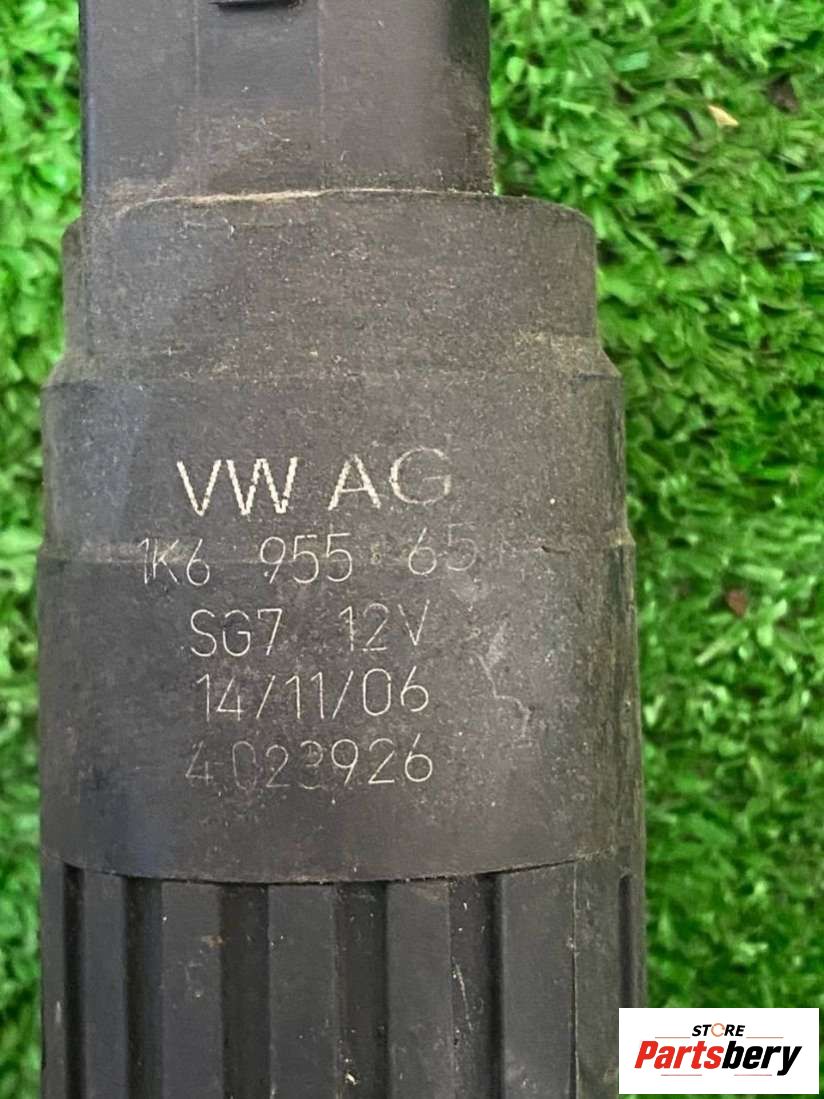 VW AG
1K6 955 65
SG7 12V
14/11/06
4023926
STORE
Partsbery